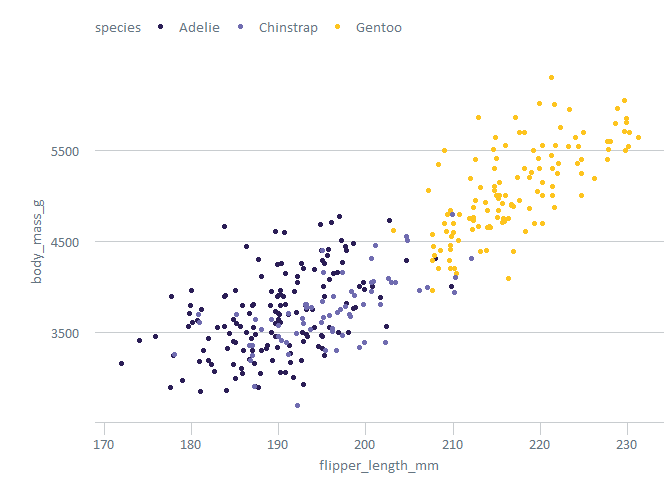 species Adelie Chinstrap Gentoo
body_mass_g
5500
4500
3500
170 180 190 200 210 220 230
flipper_length_mm